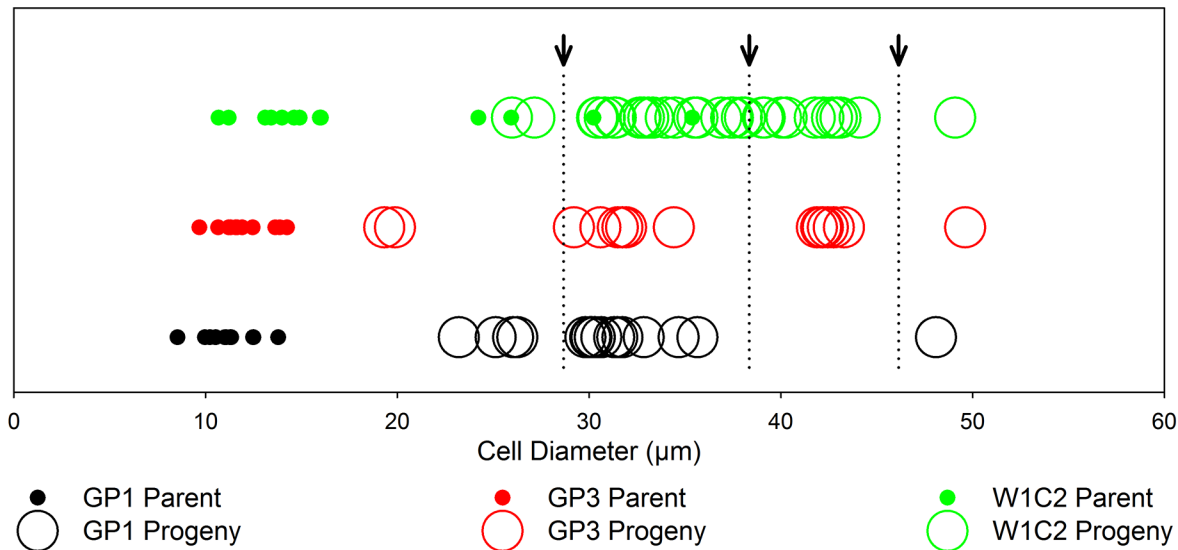 0 10 20 30 40 50 60
Cell Diameter (µm)
GP1 Parent GP3 Parent W1C2 Parent
GP1 Progeny GP3 Progeny W1C2 Progeny